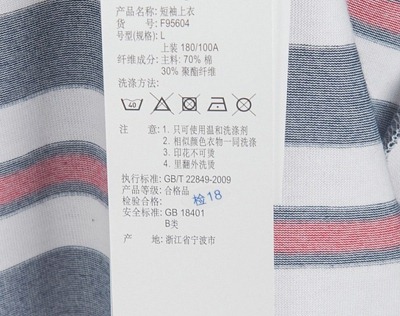 产品名称: 短袖上衣
货 号: F95604
号型(规格): L
上装 180/100A
纤维成分: 主料: 70% 棉
30% 聚酯纤维
洗涤方法:
40
注 意: 1. 只可使用温和洗涤剂
2. 相似颜色衣物一同洗涤
3. 印花不可烫
4. 里翻外洗烫
执行标准: GB/T 22849-2009
产品等级: 合格品
检验合格: 检18
安全标准: GB 18401
B类
产 地: 浙江省宁波市